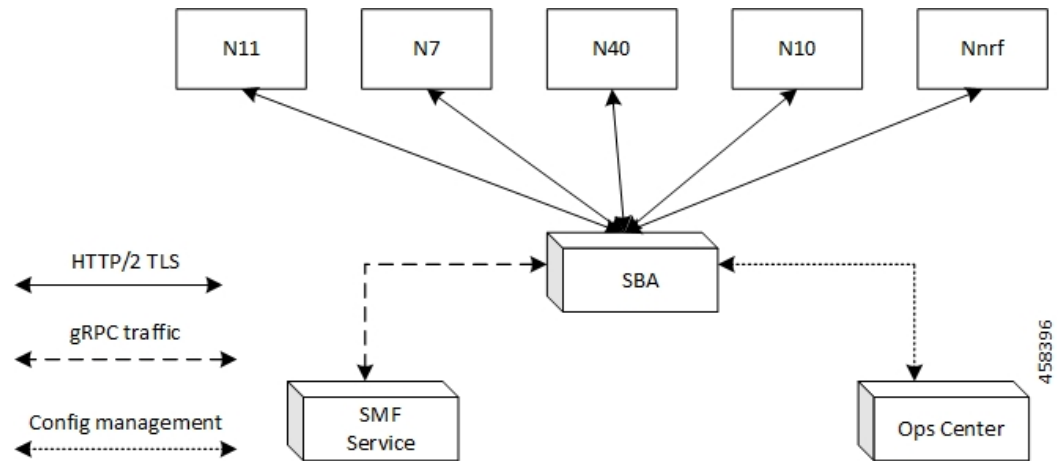 N11
N7
N40
N10
Nnrf
HTTP/2 TLS
SBA
gRPC traffic
458396
SMF
Service
Config management
Ops Center